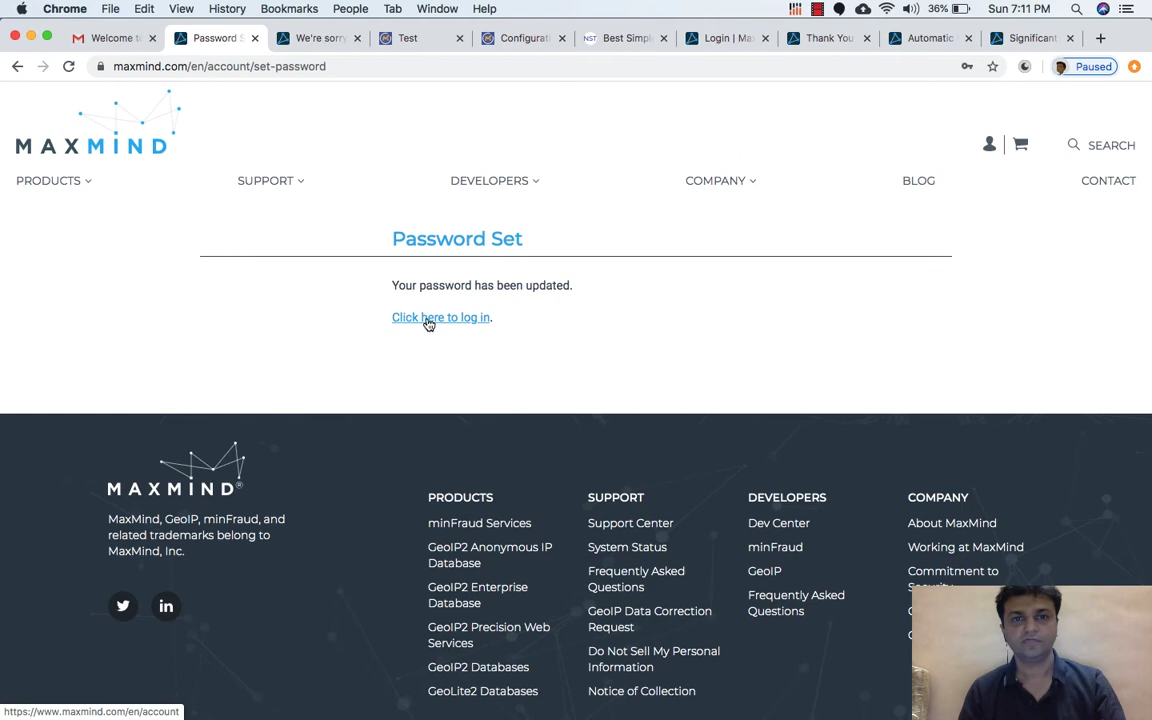 Chrome File Edit View History Bookmarks People Tab Window Help 36% Sun 7:11 PM
Welcome to Password S We're sorry Test Configurati Best Simple Login | Max Thank You Automatic Significant
maxmind.com/en/account/set-password Paused
MAXMIND
SEARCH
PRODUCTS SUPPORT DEVELOPERS COMPANY BLOG CONTACT
Password Set
Your password has been updated.
Click here to log in.
MAXMIND®
MaxMind, GeoIP, minFraud, and
related trademarks belong to
MaxMind, Inc.
PRODUCTS
minFraud Services
GeoIP2 Anonymous IP
Database
GeoIP2 Enterprise
Database
GeoIP2 Precision Web
Services
GeoIP2 Databases
GeoLite2 Databases
SUPPORT
Support Center
System Status
Frequently Asked
Questions
GeoIP Data Correction
Request
Do Not Sell My Personal
Information
Notice of Collection
DEVELOPERS
Dev Center
minFraud
GeoIP
Frequently Asked
Questions
COMPANY
About MaxMind
Working at MaxMind
Commitment to
https://www.maxmind.com/en/account